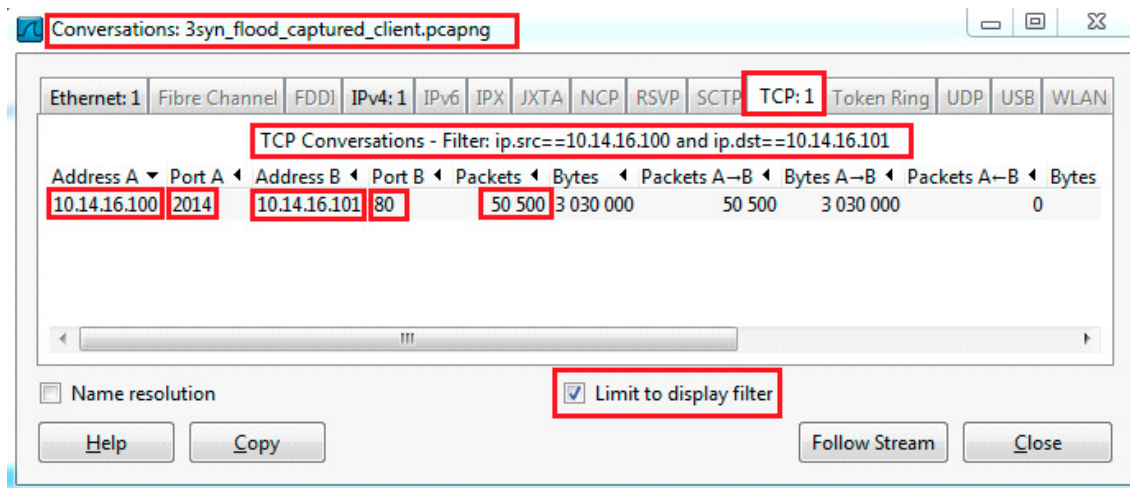 Conversations: 3syn_flood_captured_client.pcapng
Ethernet: 1 Fibre Channel FDDI IPv4: 1 IPv6 IPX JXTA NCP RSVP SCTP TCP: 1 Token Ring UDP USB WLAN
TCP Conversations - Filter: ip.src==10.14.16.100 and ip.dst==10.14.16.101
Address A Port A Address B Port B Packets Bytes Packets A→B Bytes A→B Packets A←B Bytes
10.14.16.100 2014 10.14.16.101 80 50 500 3 030 000 50 500 3 030 000 0
Name resolution Limit to display filter
Help Copy Follow Stream Close